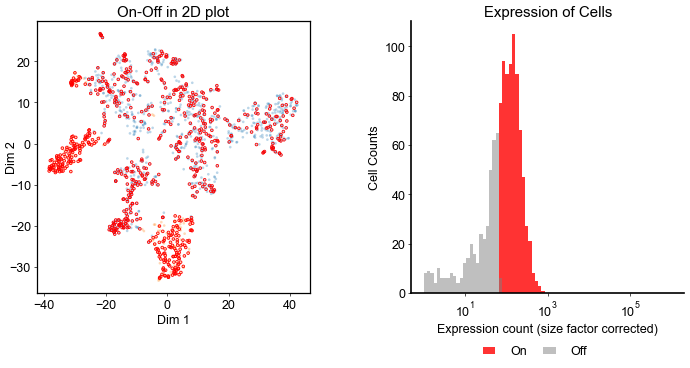 On-Off in 2D plot
20
10
0
−10
−20
−30
Dim 2
−40
−20
0
20
40
Dim 1
Expression of Cells
100
80
60
40
20
0
Cell Counts
10^1
10^3
10^5
Expression count (size factor corrected)
On
Off